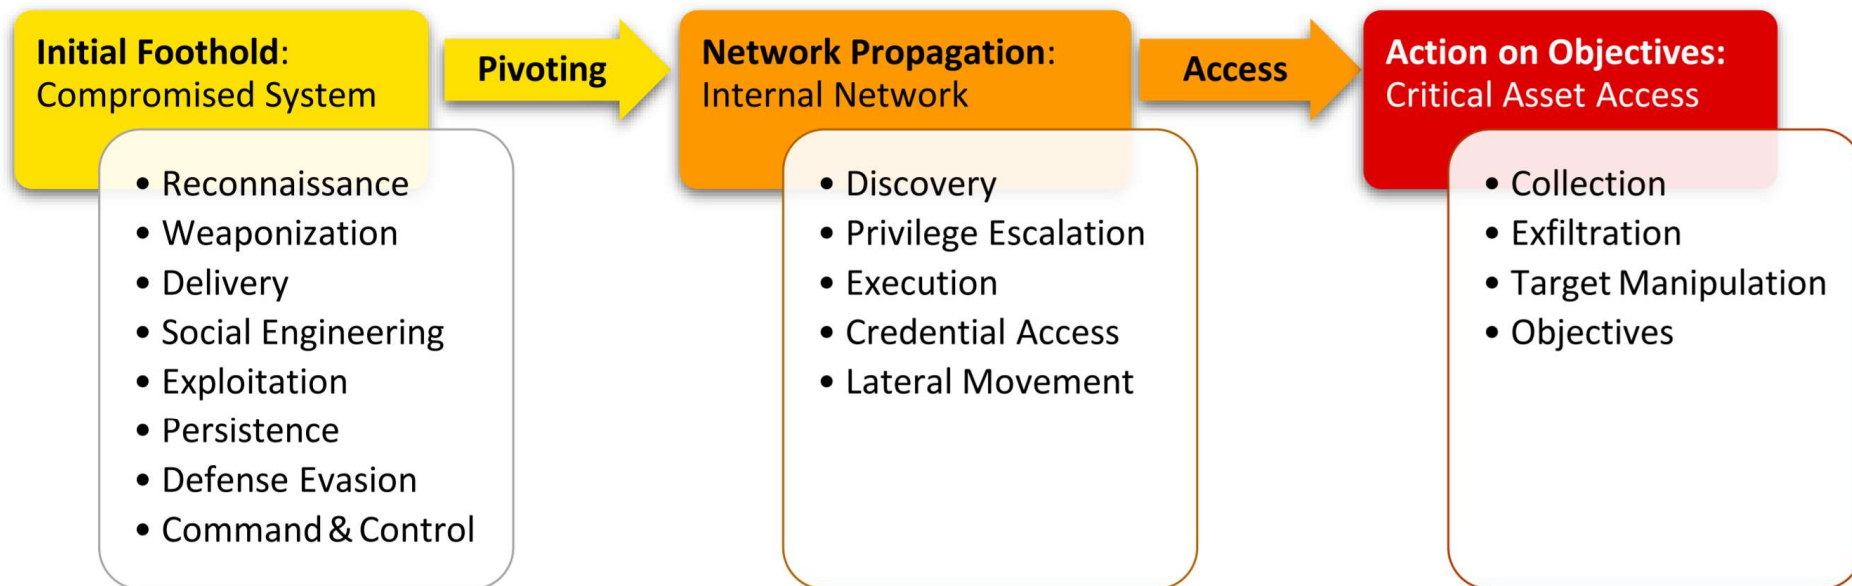 Initial Foothold:
Compromised System
• Reconnaissance
• Weaponization
• Delivery
• Social Engineering
• Exploitation
• Persistence
• Defense Evasion
• Command & Control
Pivoting
Network Propagation:
Internal Network
• Discovery
• Privilege Escalation
• Execution
• Credential Access
• Lateral Movement
Access
Action on Objectives:
Critical Asset Access
• Collection
• Exfiltration
• Target Manipulation
• Objectives